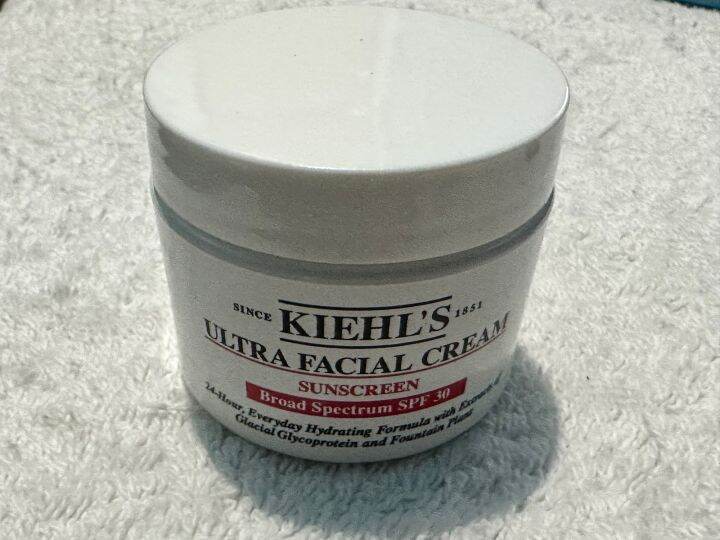 SINCE KIEHL'S 1851
ULTRA FACIAL CREAM
SUNSCREEN
Broad Spectrum SPF 30
24-Hour, Everyday Hydrating Formula with Extracts of
Glacial Glycoprotein and Fountain Plant